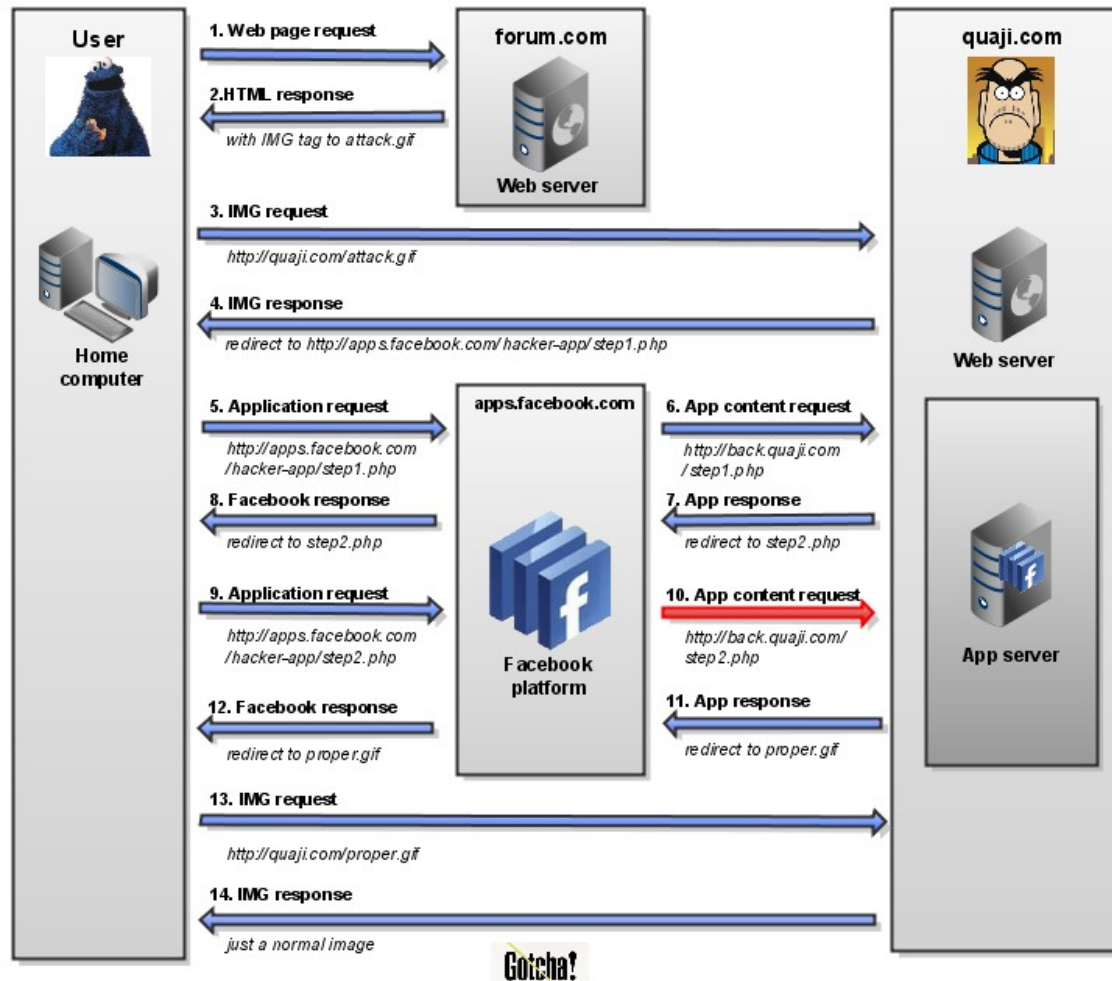 User
forum.com
quaji.com
1. Web page request
2.HTML response
with IMG tag to attack.gif
Web server
3. IMG request
http://quaji.com/attack.gif
4. IMG response
redirect to http://apps.facebook.com/hacker-app/step1.php
Home
computer
Web server
5. Application request
http://apps.facebook.com
/hacker-app/step1.php
apps.facebook.com
6. App content request
http://back.quaji.com
/step1.php
8. Facebook response
redirect to step2.php
7. App response
redirect to step2.php
9. Application request
http://apps.facebook.com
/hacker-app/step2.php
f
Facebook
platform
10. App content request
http://back.quaji.com/
step2.php
f
App server
12. Facebook response
redirect to proper.gif
11. App response
redirect to proper.gif
13. IMG request
http://quaji.com/proper.gif
14. IMG response
just a normal image
Gotcha!